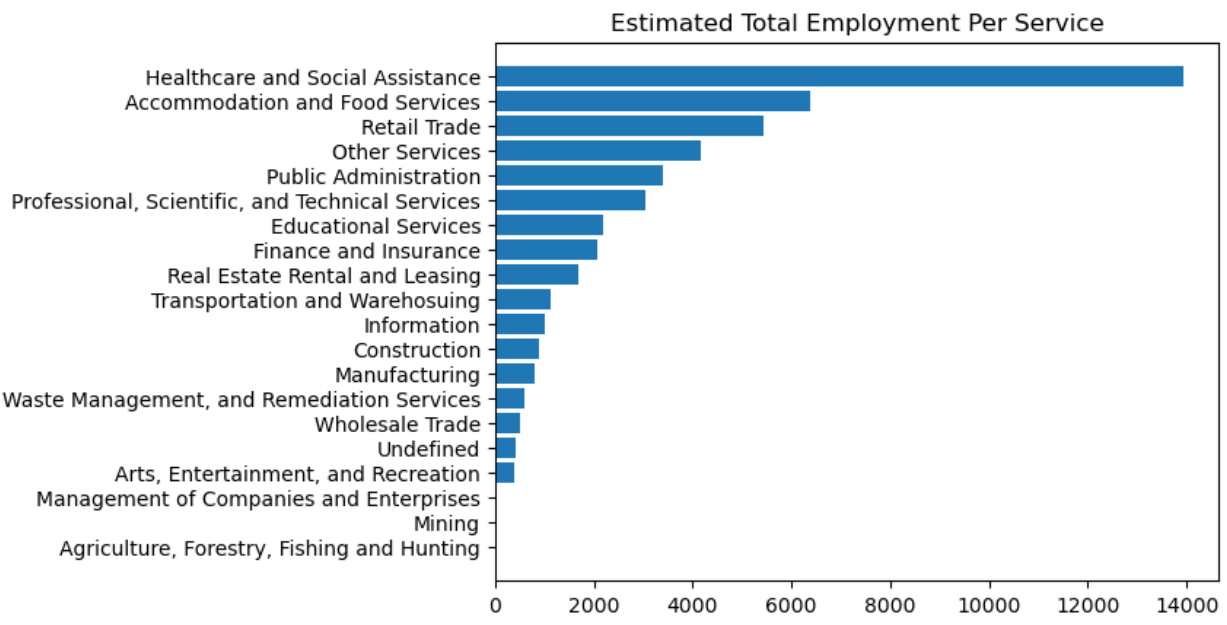 Estimated Total Employment Per Service
Healthcare and Social Assistance
Accommodation and Food Services
Retail Trade
Other Services
Public Administration
Professional, Scientific, and Technical Services
Educational Services
Finance and Insurance
Real Estate Rental and Leasing
Transportation and Warehosuing
Information
Construction
Manufacturing
Waste Management, and Remediation Services
Wholesale Trade
Undefined
Arts, Entertainment, and Recreation
Management of Companies and Enterprises
Mining
Agriculture, Forestry, Fishing and Hunting
0 2000 4000 6000 8000 10000 12000 14000